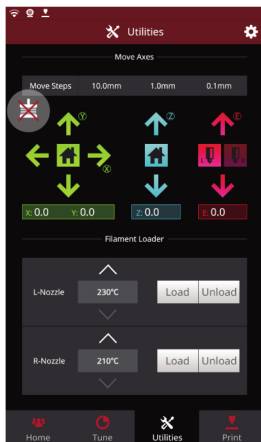 Utilities
Move Axes
Move Steps 10.0mm 1.0mm 0.1mm
Y Z E
X
L R
X: 0.0 Y: 0.0 Z: 0.0 E: 0.0
Filament Loader
L-Nozzle 230°C Load Unload
R-Nozzle 210°C Load Unload
Home Tune Utilities Print